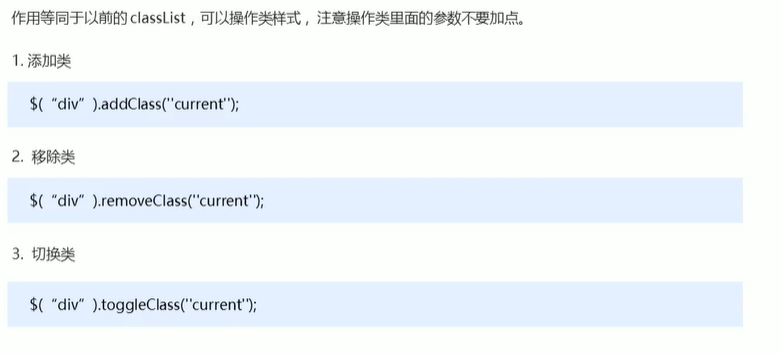 作用等同于以前的 classList，可以操作类样式，注意操作类里面的参数不要加点。
1. 添加类
$(“div”).addClass(''current'');
2. 移除类
$(“div”).removeClass(''current'');
3. 切换类
$(“div”).toggleClass(''current'');